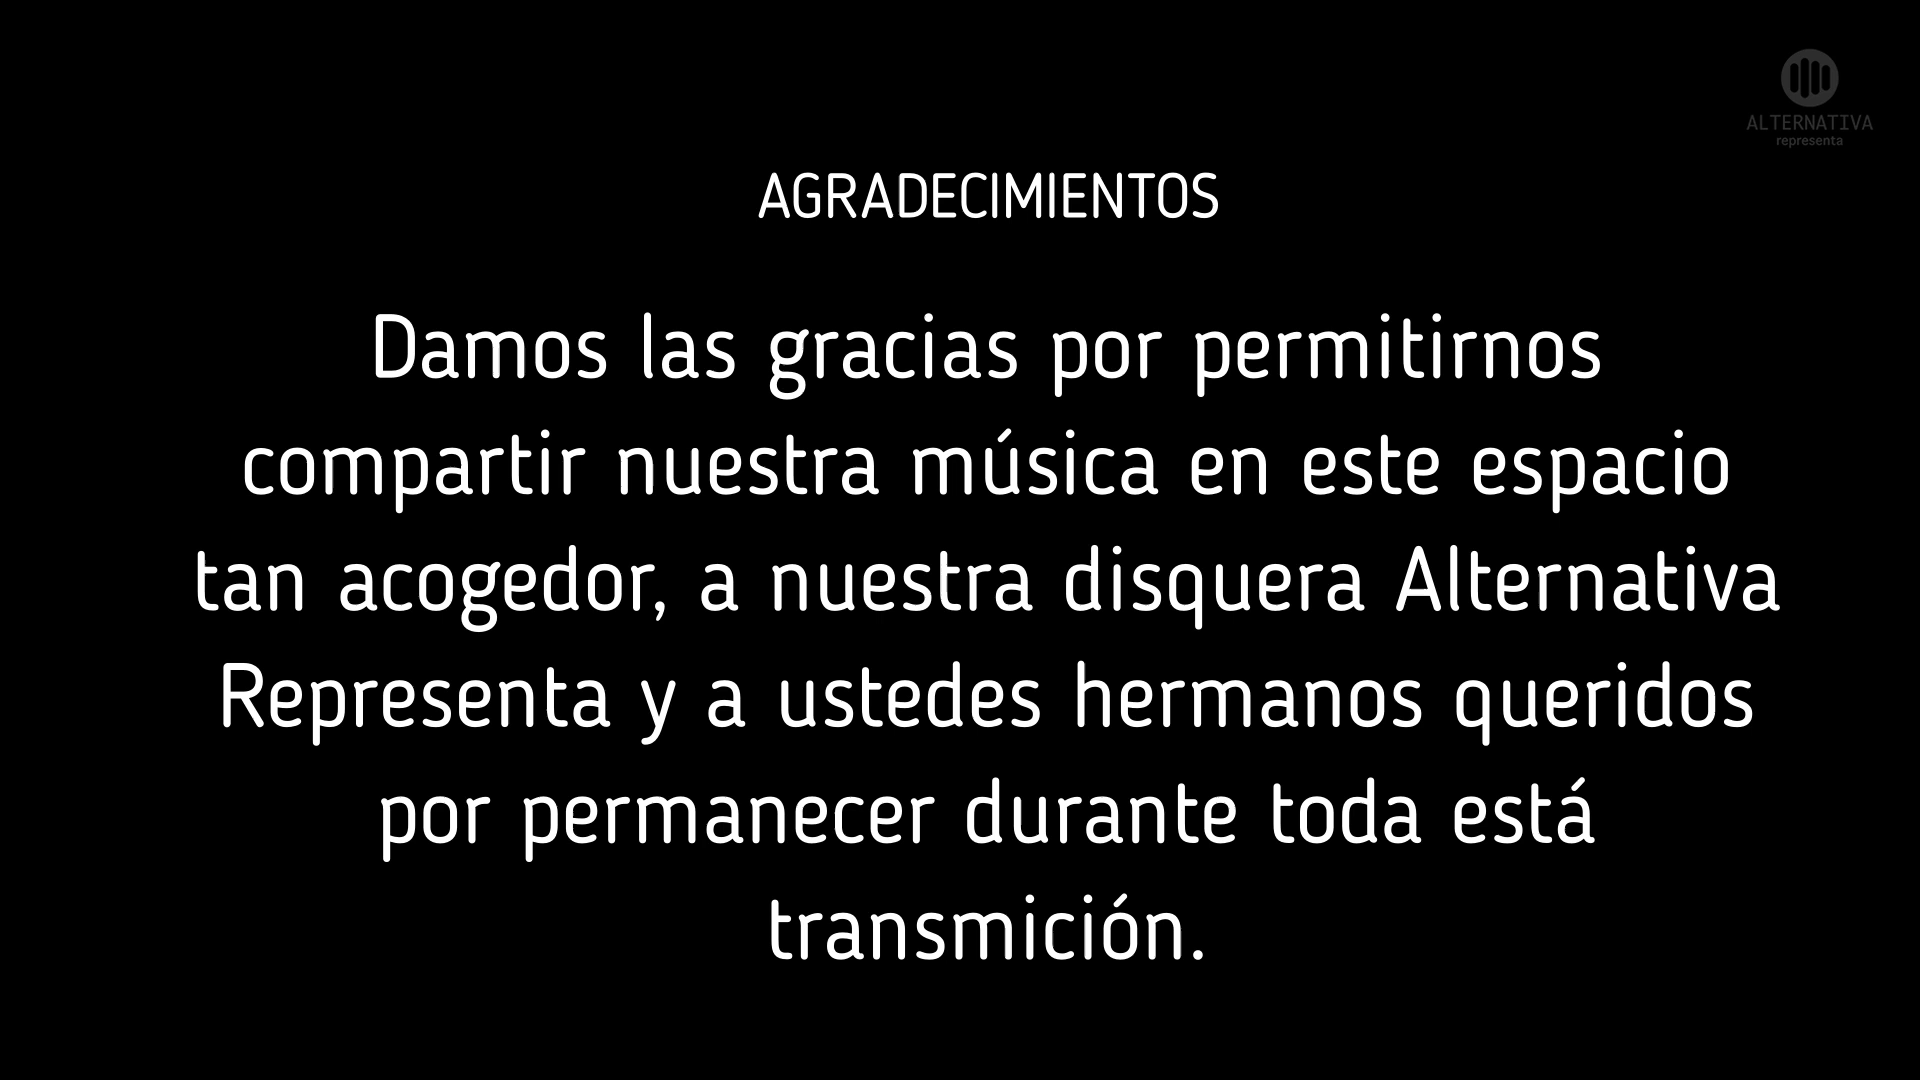 ALTERNATIVA
representa
AGRADECIMIENTOS
Damos las gracias por permitirnos
compartir nuestra música en este espacio
tan acogedor, a nuestra disquera Alternativa
Representa y a ustedes hermanos queridos
por permanecer durante toda está
transmición.